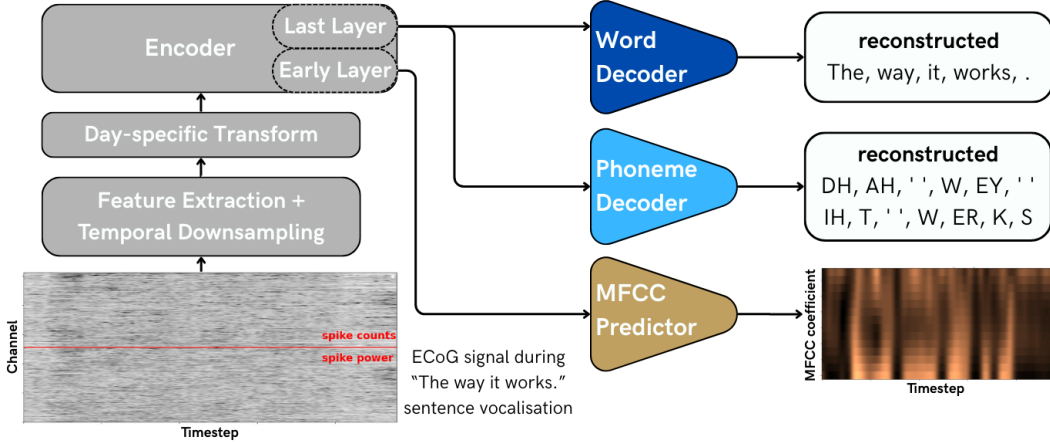 Encoder
Last Layer
Early Layer
Day-specific Transform
Feature Extraction +
Temporal Downsampling
Channel
spike counts
spike power
Timestep
ECoG signal during
“The way it works.”
sentence vocalisation
Word
Decoder
reconstructed
The, way, it, works, .
Phoneme
Decoder
reconstructed
DH, AH, ' ', W, EY, ' '
IH, T, ' ', W, ER, K, S
MFCC
Predictor
MFCC coefficient
Timestep